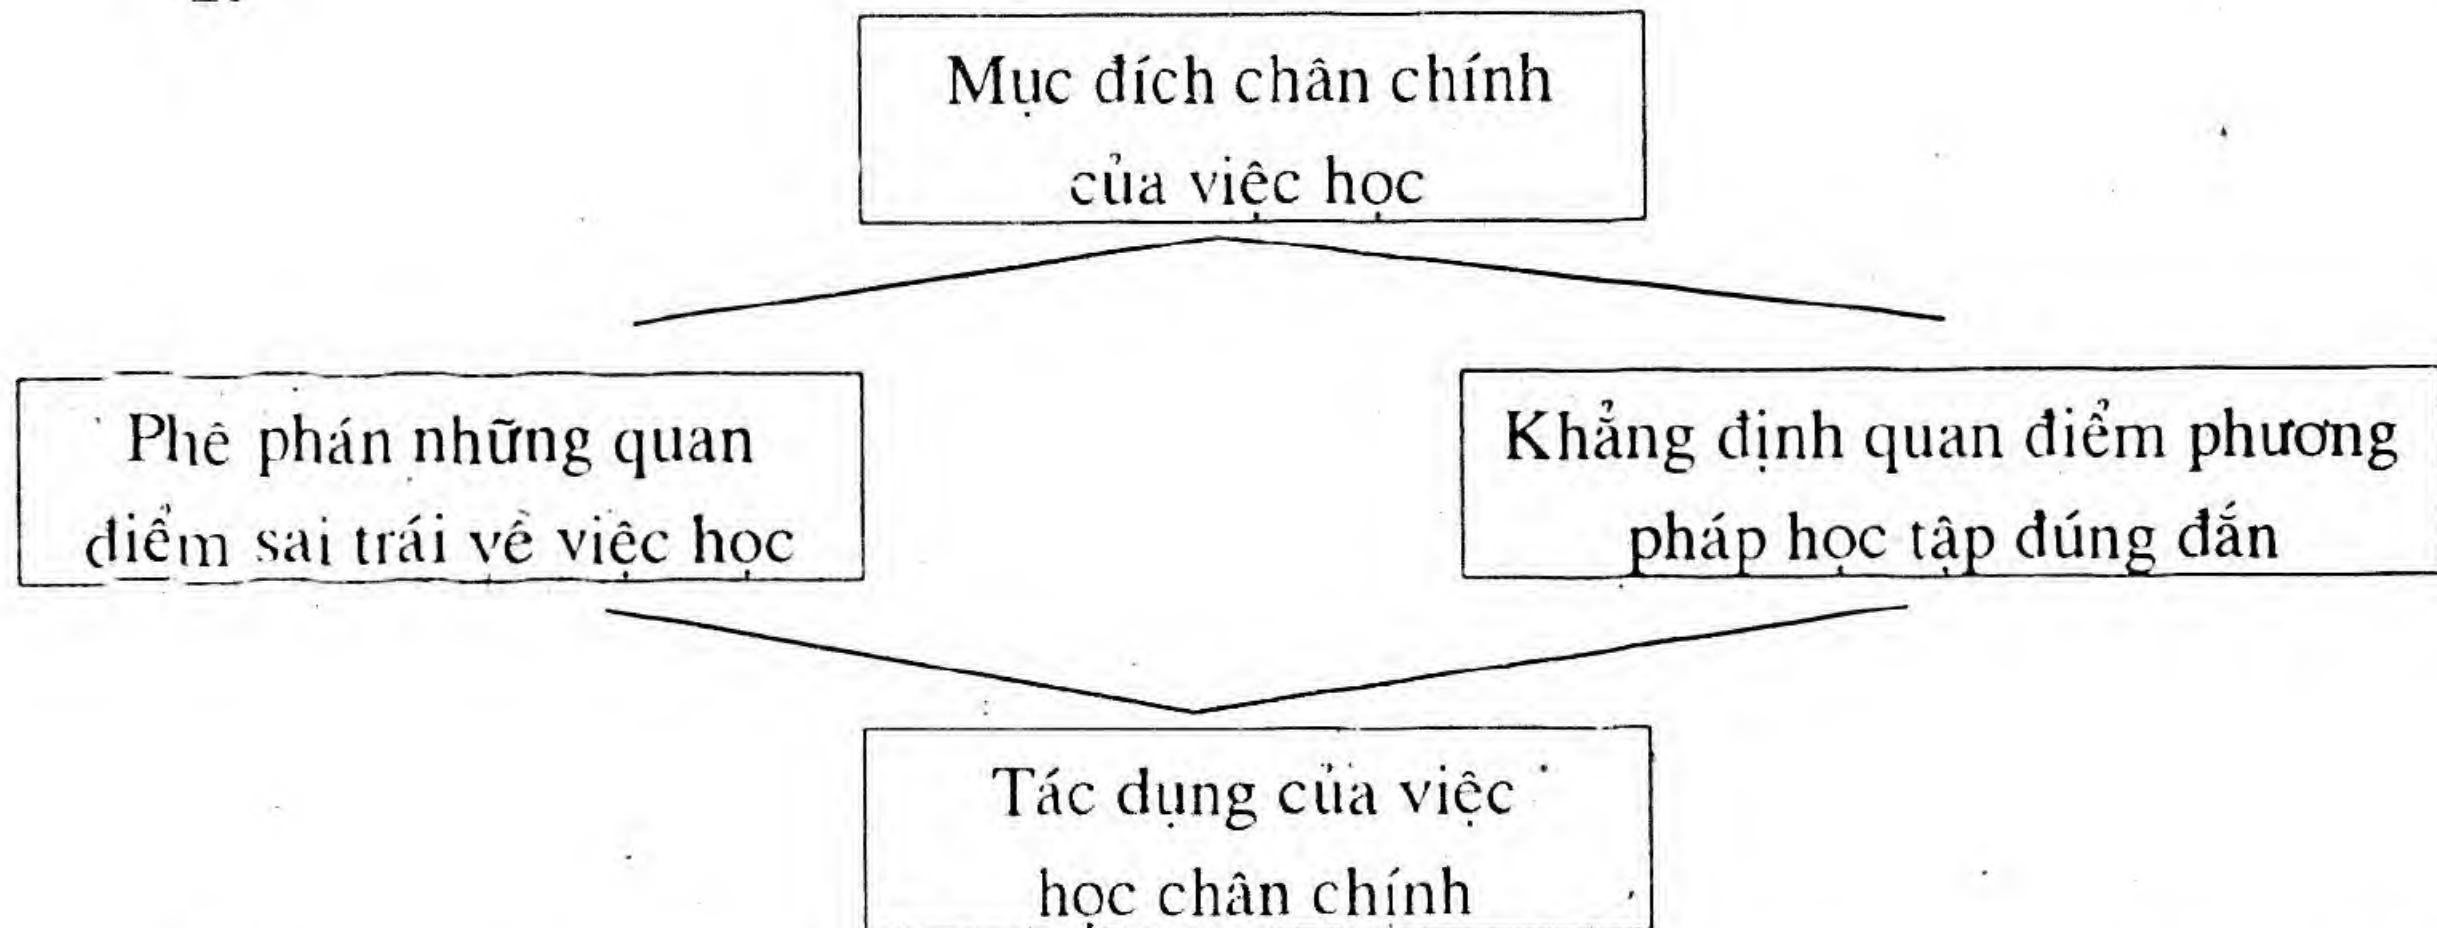 Mục đích chân chính
của việc học
Phê phán những quan
điểm sai trái về việc học
Khẳng định quan điểm phương
pháp học tập đúng đắn
Tác dụng của việc
học chân chính